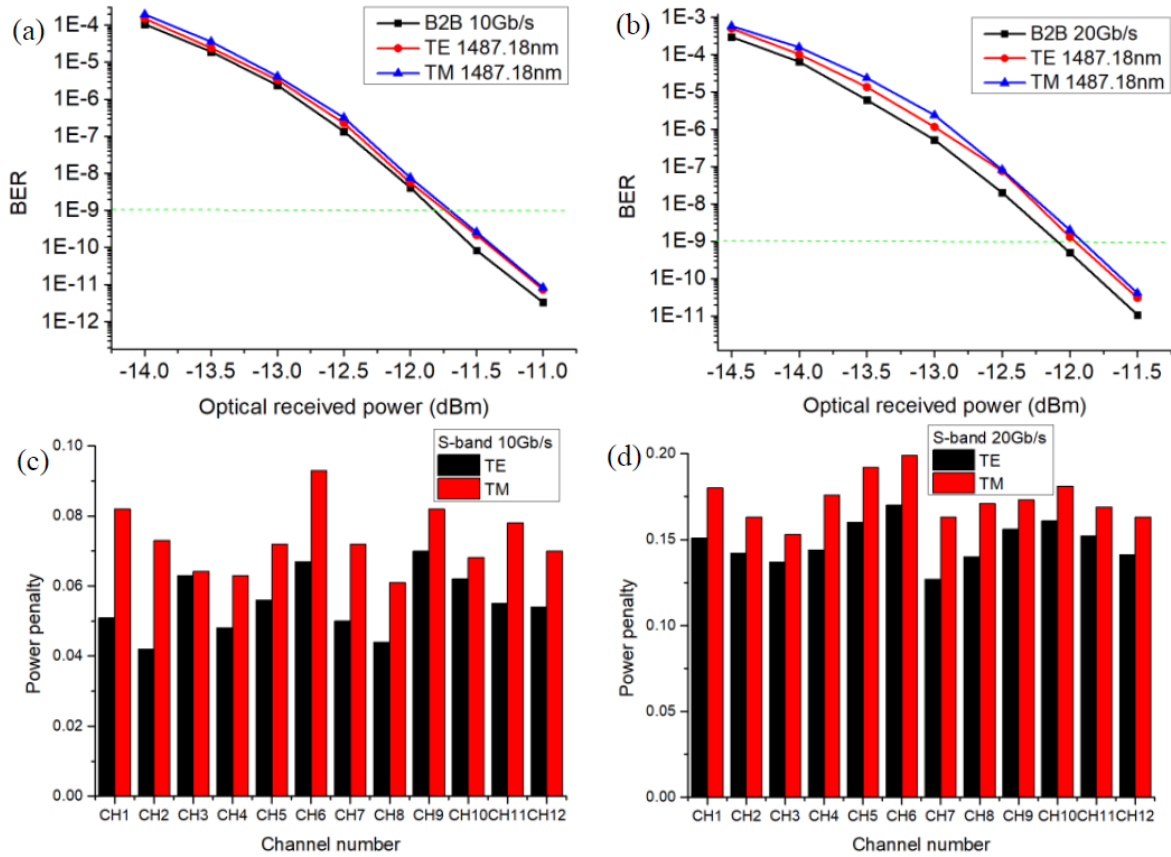 (a)
B2B 10Gb/s
TE 1487.18nm
TM 1487.18nm
1E-4
1E-5
1E-6
1E-7
1E-8
1E-9
1E-10
1E-11
1E-12
BER
-14.0 -13.5 -13.0 -12.5 -12.0 -11.5 -11.0
Optical received power (dBm)
(b)
B2B 20Gb/s
TE 1487.18nm
TM 1487.18nm
1E-3
1E-4
1E-5
1E-6
1E-7
1E-8
1E-9
1E-10
1E-11
BER
-14.5 -14.0 -13.5 -13.0 -12.5 -12.0 -11.5
Optical received power (dBm)
(c)
S-band 10Gb/s
TE
TM
0.10
0.08
0.06
0.04
0.02
0.00
Power penalty
CH1 CH2 CH3 CH4 CH5 CH6 CH7 CH8 CH9 CH10 CH11 CH12
Channel number
(d)
S-band 20Gb/s
TE
TM
0.20
0.15
0.10
0.05
0.00
Power penalty
CH1 CH2 CH3 CH4 CH5 CH6 CH7 CH8 CH9 CH10 CH11 CH12
Channel number